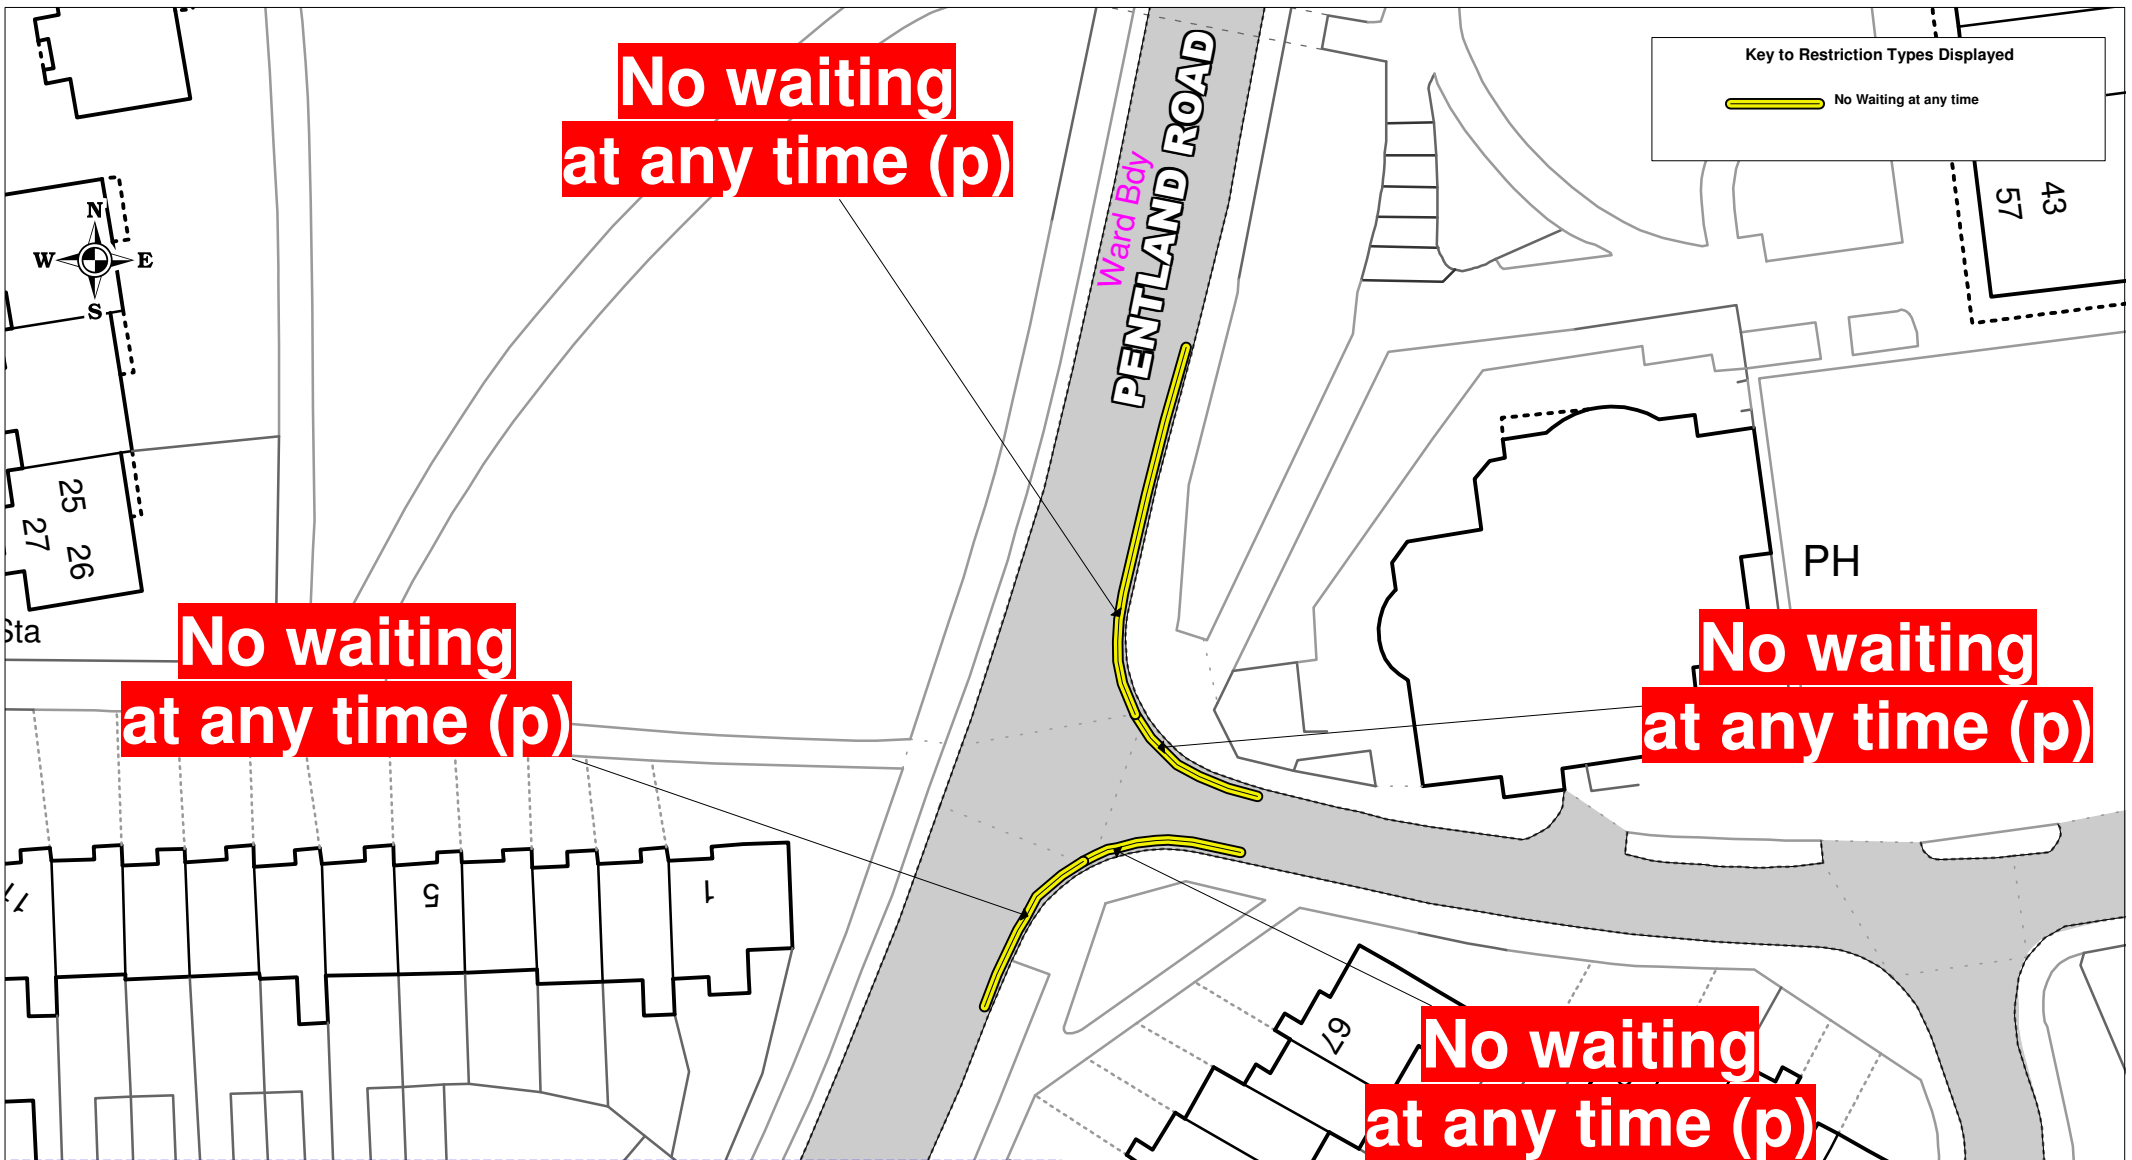 No waiting
at any time (p)
PENTLAND ROAD
Ward Bdy
Key to Restriction Types Displayed
No Waiting at any time
43
57
N
W E
S
25
27
26
PH
No waiting
at any time (p)
No waiting
at any time (p)
5
1
67
No waiting
at any time (p)